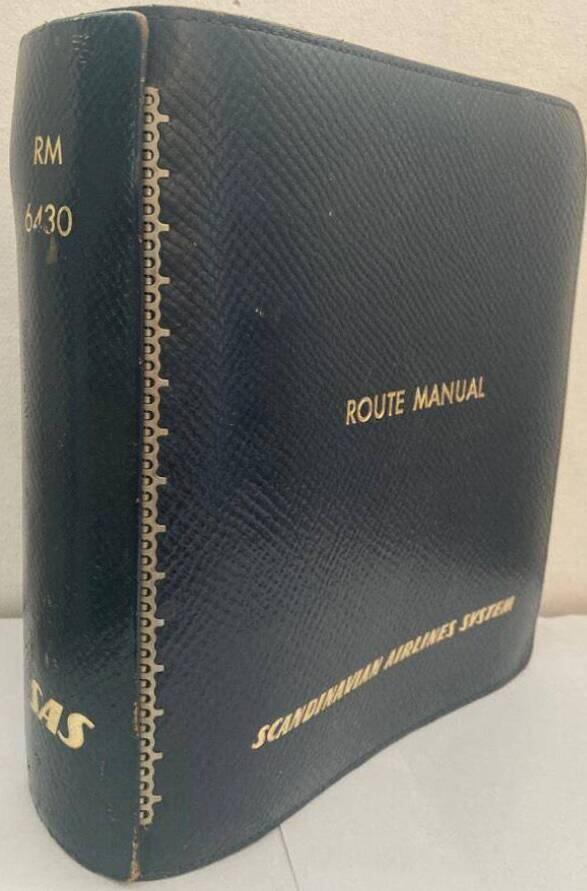 RM
6430
SAS
ROUTE MANUAL
SCANDINAVIAN AIRLINES SYSTEM